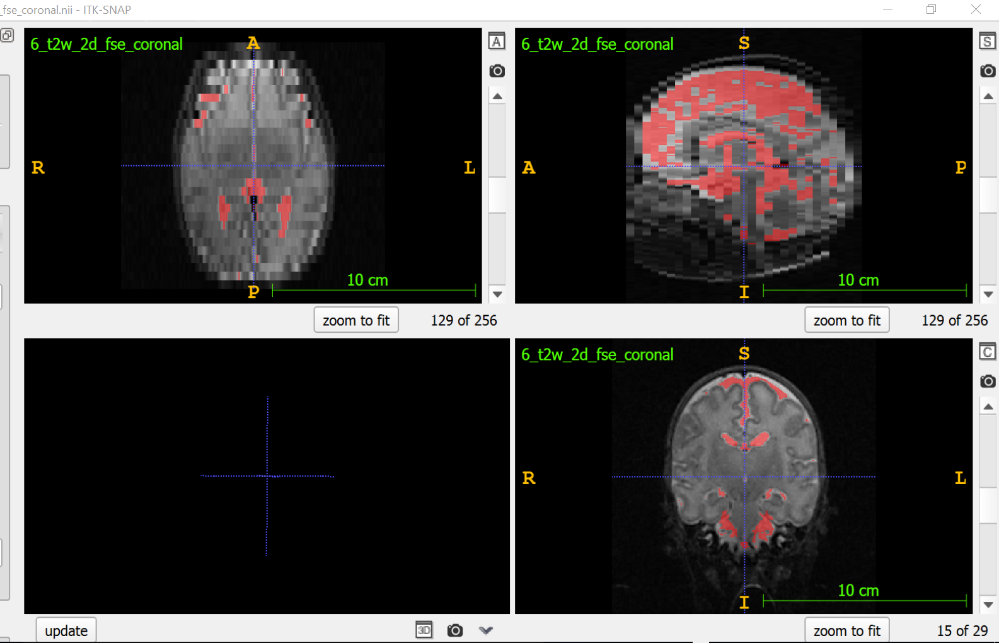 _fse_coronal.nii - ITK-SNAP
6_t2w_2d_fse_coronal
A
R
L
P
10 cm
A
zoom to fit
129 of 256
6_t2w_2d_fse_coronal
S
A
P
I
10 cm
S
zoom to fit
129 of 256
update
3D
6_t2w_2d_fse_coronal
S
R
L
I
10 cm
C
zoom to fit
15 of 29